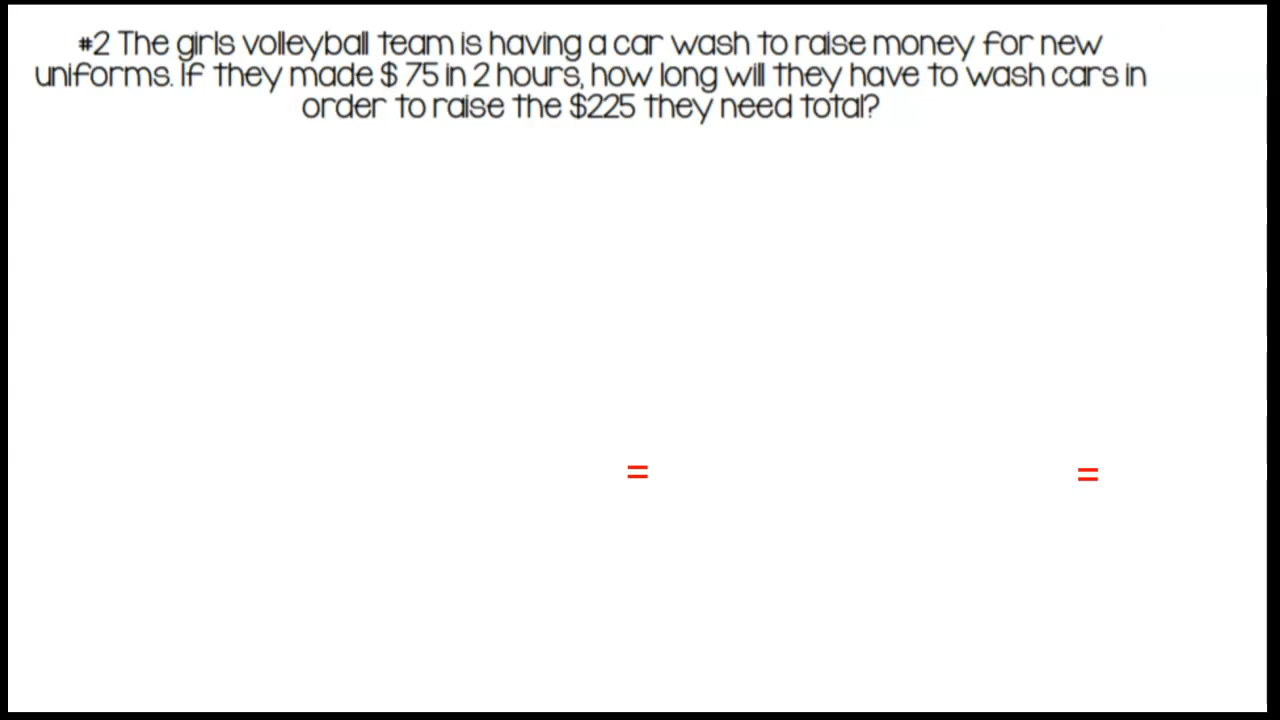 #2 The girls volleyball team is having a car wash to raise money for new
uniforms. If they made $ 75 in 2 hours, how long will they have to wash cars in
order to raise the $225 they need total?
= =